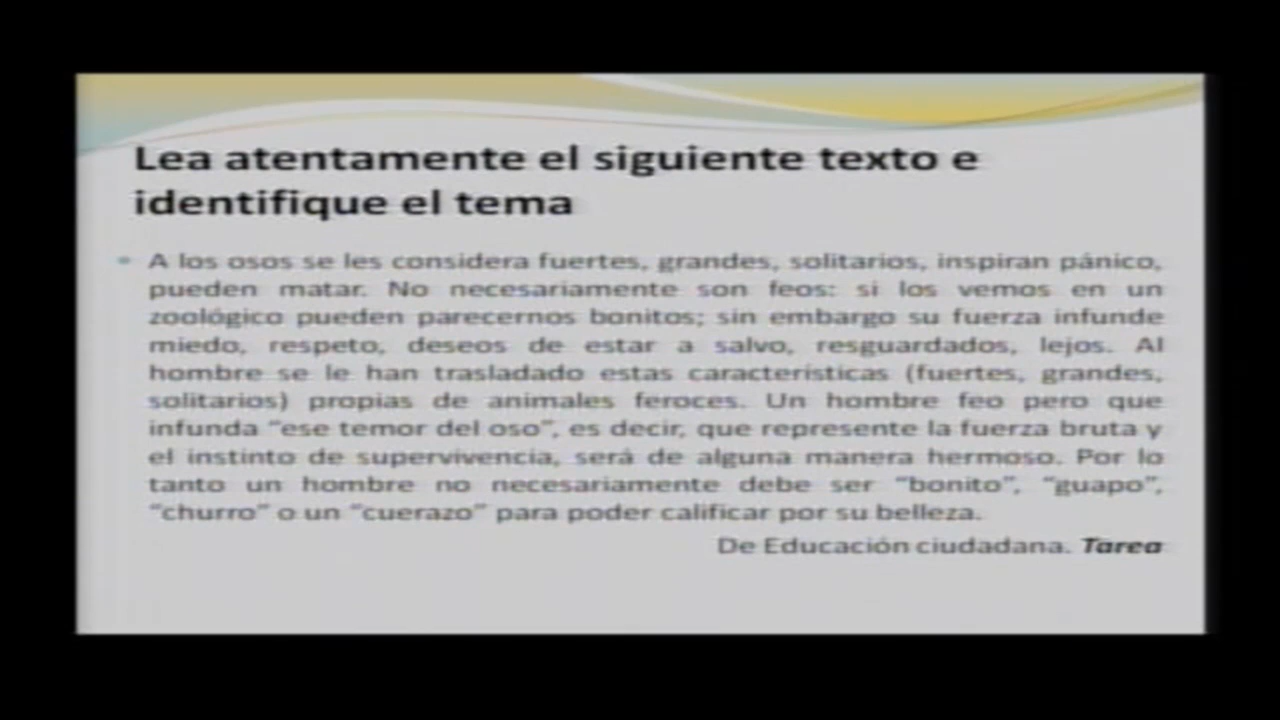 Lea atentamente el siguiente texto e
identifique el tema
• A los osos se les considera fuertes, grandes, solitarios, inspiran pánico,
pueden matar. No necesariamente son feos: si los vemos en un
zoológico pueden parecernos bonitos; sin embargo su fuerza infunde
miedo, respeto, deseos de estar a salvo, resguardados, lejos. Al
hombre se le han trasladado estas características (fuertes, grandes,
solitarios) propias de animales feroces. Un hombre feo pero que
infunda “ese temor del oso”, es decir, que represente la fuerza bruta y
el instinto de supervivencia, será de alguna manera hermoso. Por lo
tanto un hombre no necesariamente debe ser “bonito”, “guapo”,
“churro” o un “cuerazo” para poder calificar por su belleza.
De Educación ciudadana. Tarea